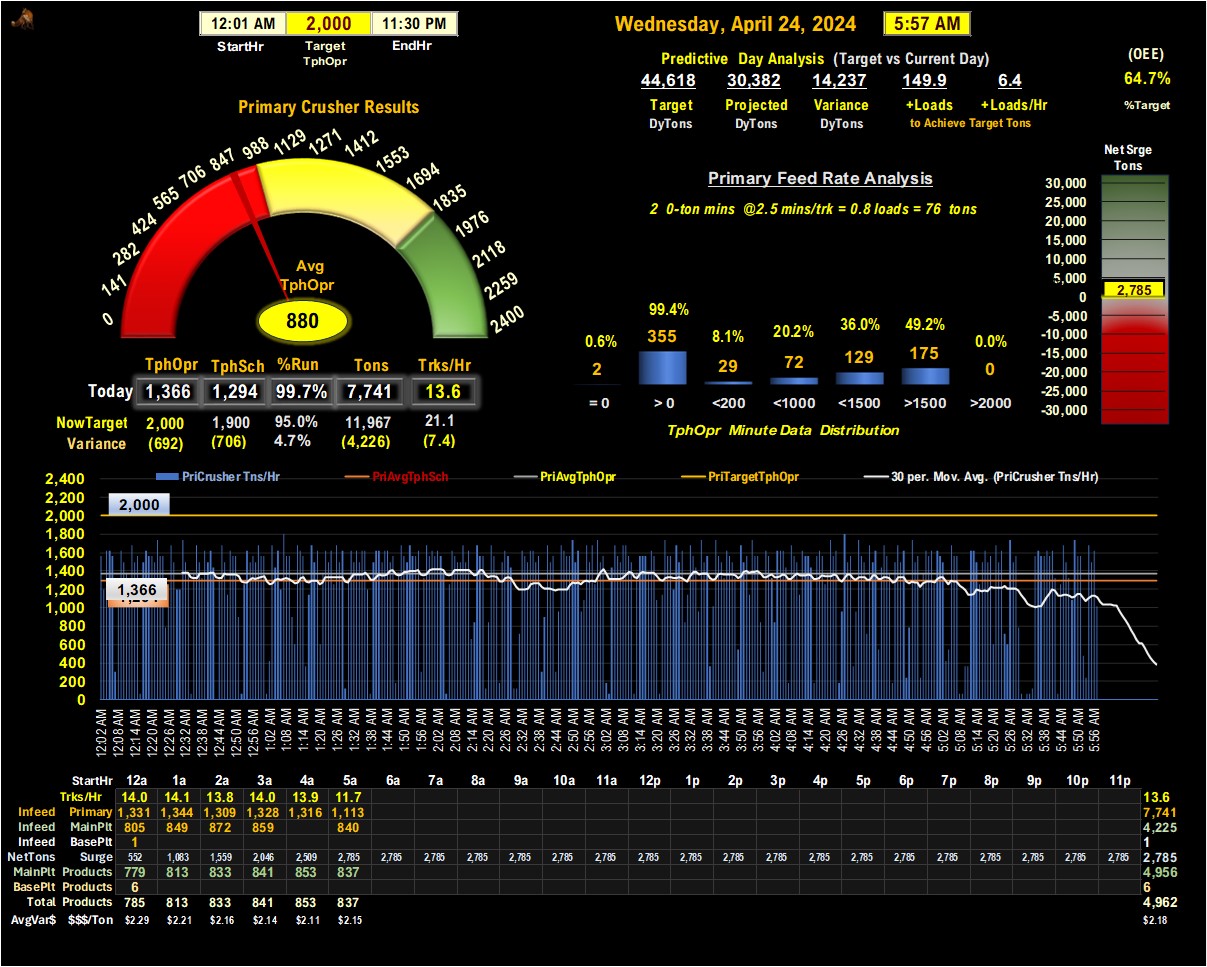 12:01 AM 2,000 11:30 PM
StartHr Target TphOpr EndHr
Wednesday, April 24, 2024 5:57 AM
Predictive Day Analysis (Target vs Current Day)
44,618 30,382 14,237 149.9 6.4
Target Projected Variance +Loads +Loads/Hr
DyTons DyTons DyTons to Achieve Target Tons
(OEE)
64.7%
%Target
Primary Crusher Results
0 141 282 424 565 706 847 988 1129 1271 1412 1553 1694 1835 1976 2118 2259 2400
Avg
TphOpr
880
TphOpr TphSch %Run Tons Trks/Hr
Today 1,366 1,294 99.7% 7,741 13.6
NowTarget 2,000 1,900 95.0% 11,967 21.1
Variance (692) (706) 4.7% (4,226) (7.4)
Primary Feed Rate Analysis
2 0-ton mins @2.5 mins/trk = 0.8 loads = 76 tons
0.6% 99.4% 8.1% 20.2% 36.0% 49.2% 0.0%
2 355 29 72 129 175 0
= 0 > 0 <200 <1000 <1500 >1500 >2000
TphOpr Minute Data Distribution
Net Srge
Tons
30,000
25,000
20,000
15,000
10,000
5,000
0
-5,000
-10,000
-15,000
-20,000
-25,000
-30,000
2,785
PriCrusher Tns/Hr PriAvgTphSch PriAvgTphOpr PriTargetTphOpr 30 per. Mov. Avg. (PriCrusher Tns/Hr)
2,400
2,200
2,000
1,800
1,600
1,400
1,200
1,000
800
600
400
200
0
2,000
1,366
12:02 AM 12:08 AM 12:14 AM 12:20 AM 12:26 AM 12:32 AM 12:38 AM 12:44 AM 12:50 AM 12:56 AM 1:02 AM 1:08 AM 1:14 AM 1:20 AM 1:26 AM 1:32 AM 1:38 AM 1:44 AM 1:50 AM 1:56 AM 2:02 AM 2:08 AM 2:14 AM 2:20 AM 2:26 AM 2:32 AM 2:38 AM 2:44 AM 2:50 AM 2:56 AM 3:02 AM 3:08 AM 3:14 AM 3:20 AM 3:26 AM 3:32 AM 3:38 AM 3:44 AM 3:50 AM 3:56 AM 4:02 AM 4:08 AM 4:14 AM 4:20 AM 4:26 AM 4:32 AM 4:38 AM 4:44 AM 4:50 AM 4:56 AM 5:02 AM 5:08 AM 5:14 AM 5:20 AM 5:26 AM 5:32 AM 5:38 AM 5:44 AM 5:50 AM 5:56 AM
StartHr 12a 1a 2a 3a 4a 5a 6a 7a 8a 9a 10a 11a 12p 1p 2p 3p 4p 5p 6p 7p 8p 9p 10p 11p
Trks/Hr 14.0 14.1 13.8 14.0 13.9 11.7 13.6
Infeed Primary 1,331 1,344 1,309 1,328 1,316 1,113 7,741
Infeed MainPlt 805 849 872 859 840 4,225
Infeed BasePlt 1 1
NetTons Surge 552 1,083 1,559 2,046 2,509 2,785 2,785 2,785 2,785 2,785 2,785 2,785 2,785 2,785 2,785 2,785 2,785 2,785 2,785 2,785 2,785 2,785 2,785 2,785 2,785
MainPlt Products 779 813 833 841 853 837 4,956
BasePlt Products 6 6
Total Products 785 813 833 841 853 837 4,962
AvgVar$ $$$/Ton $2.29 $2.21 $2.16 $2.14 $2.11 $2.15 $2.18